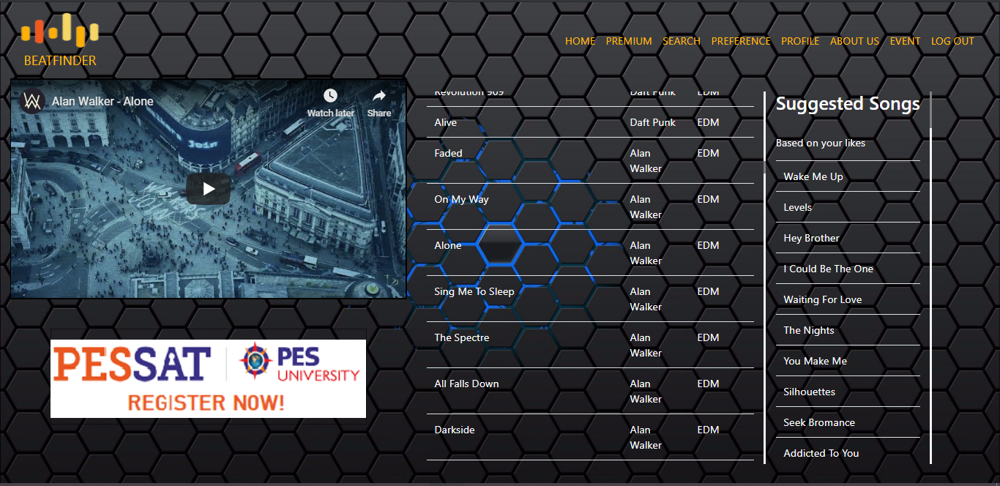 BEATFINDER
HOME PREMIUM SEARCH PREFERENCE PROFILE ABOUT US EVENT LOG OUT
Alan Walker - Alone
Watch later Share
Join
PESSAT PES
UNIVERSITY
REGISTER NOW!
Revolution 909 Daft Punk EDM
Alive Daft Punk EDM
Faded Alan EDM
Walker
On My Way Alan EDM
Walker
Alone Alan EDM
Walker
Sing Me To Sleep Alan EDM
Walker
The Spectre Alan EDM
Walker
All Falls Down Alan EDM
Walker
Darkside Alan EDM
Walker
Suggested Songs
Based on your likes
Wake Me Up
Levels
Hey Brother
I Could Be The One
Waiting For Love
The Nights
You Make Me
Silhouettes
Seek Bromance
Addicted To You